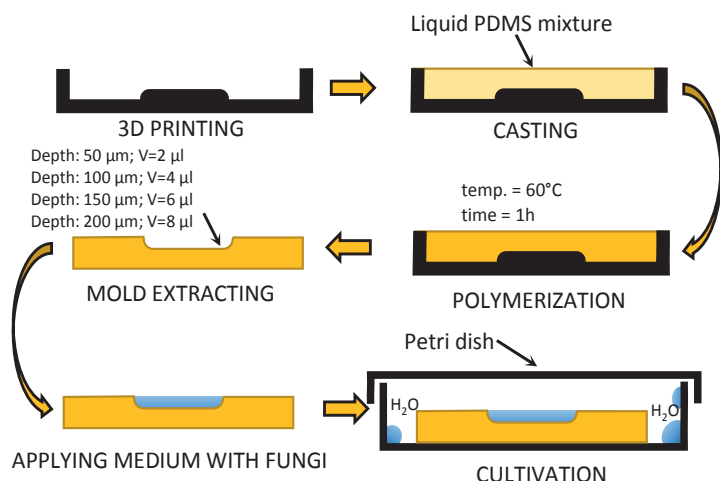 Liquid PDMS mixture
3D PRINTING
CASTING
Depth: 50 µm; V=2 µl
Depth: 100 µm; V=4 µl
Depth: 150 µm; V=6 µl
Depth: 200 µm; V=8 µl
temp. = 60°C
time = 1h
MOLD EXTRACTING
POLYMERIZATION
Petri dish
H₂O
H₂O
APPLYING MEDIUM WITH FUNGI
CULTIVATION